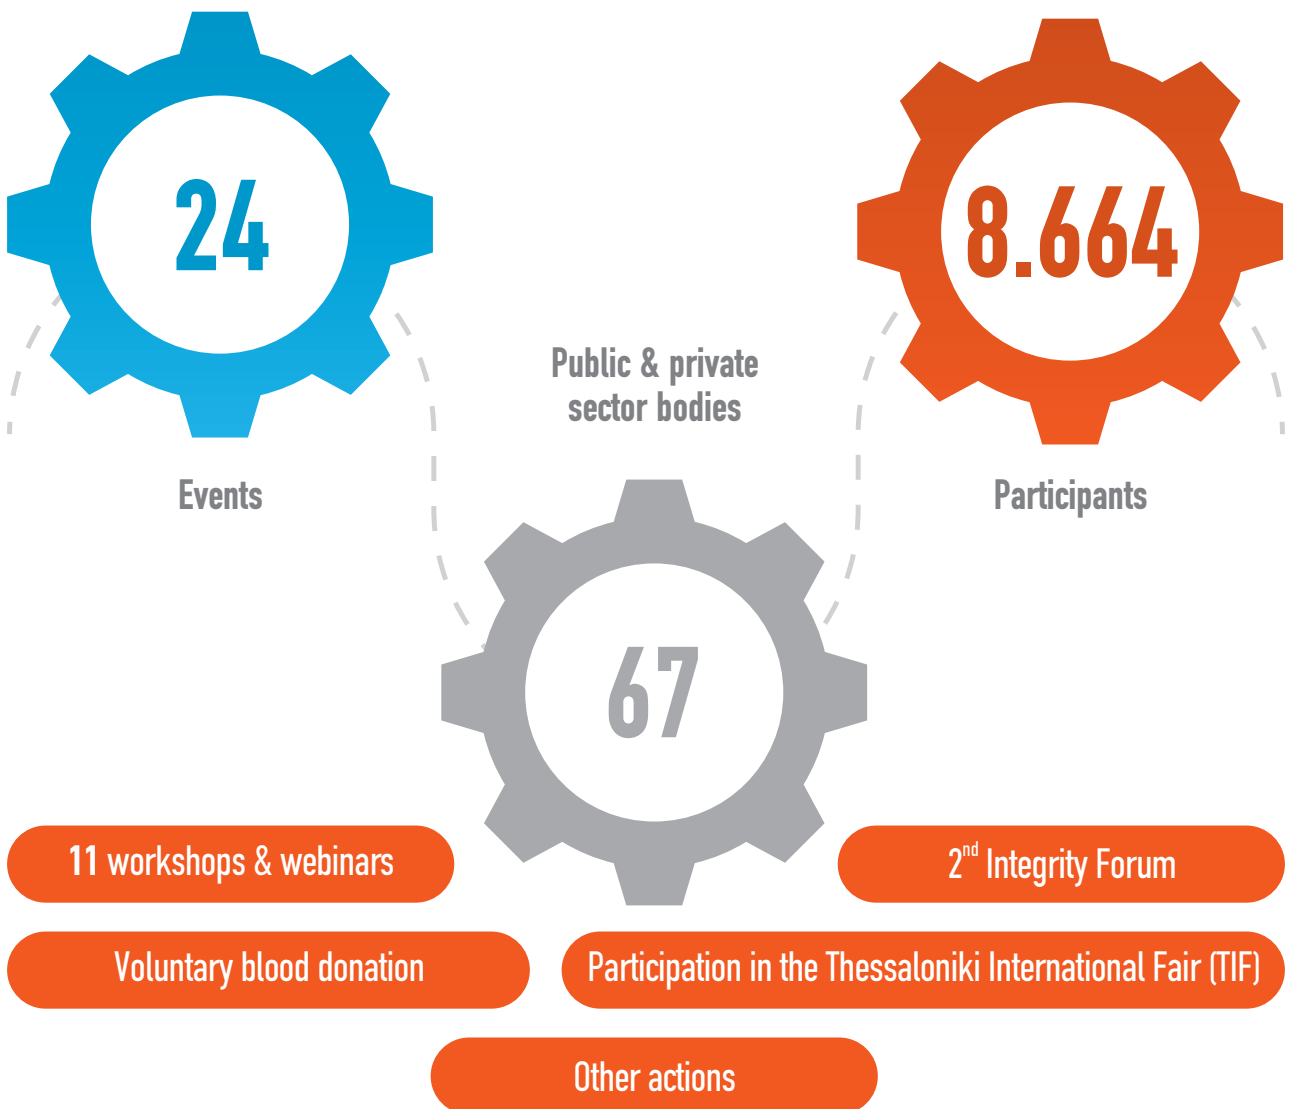 24
Events
8.664
Participants
Public & private
sector bodies
67
11 workshops & webinars
2nd Integrity Forum
Voluntary blood donation
Participation in the Thessaloniki International Fair (TIF)
Other actions